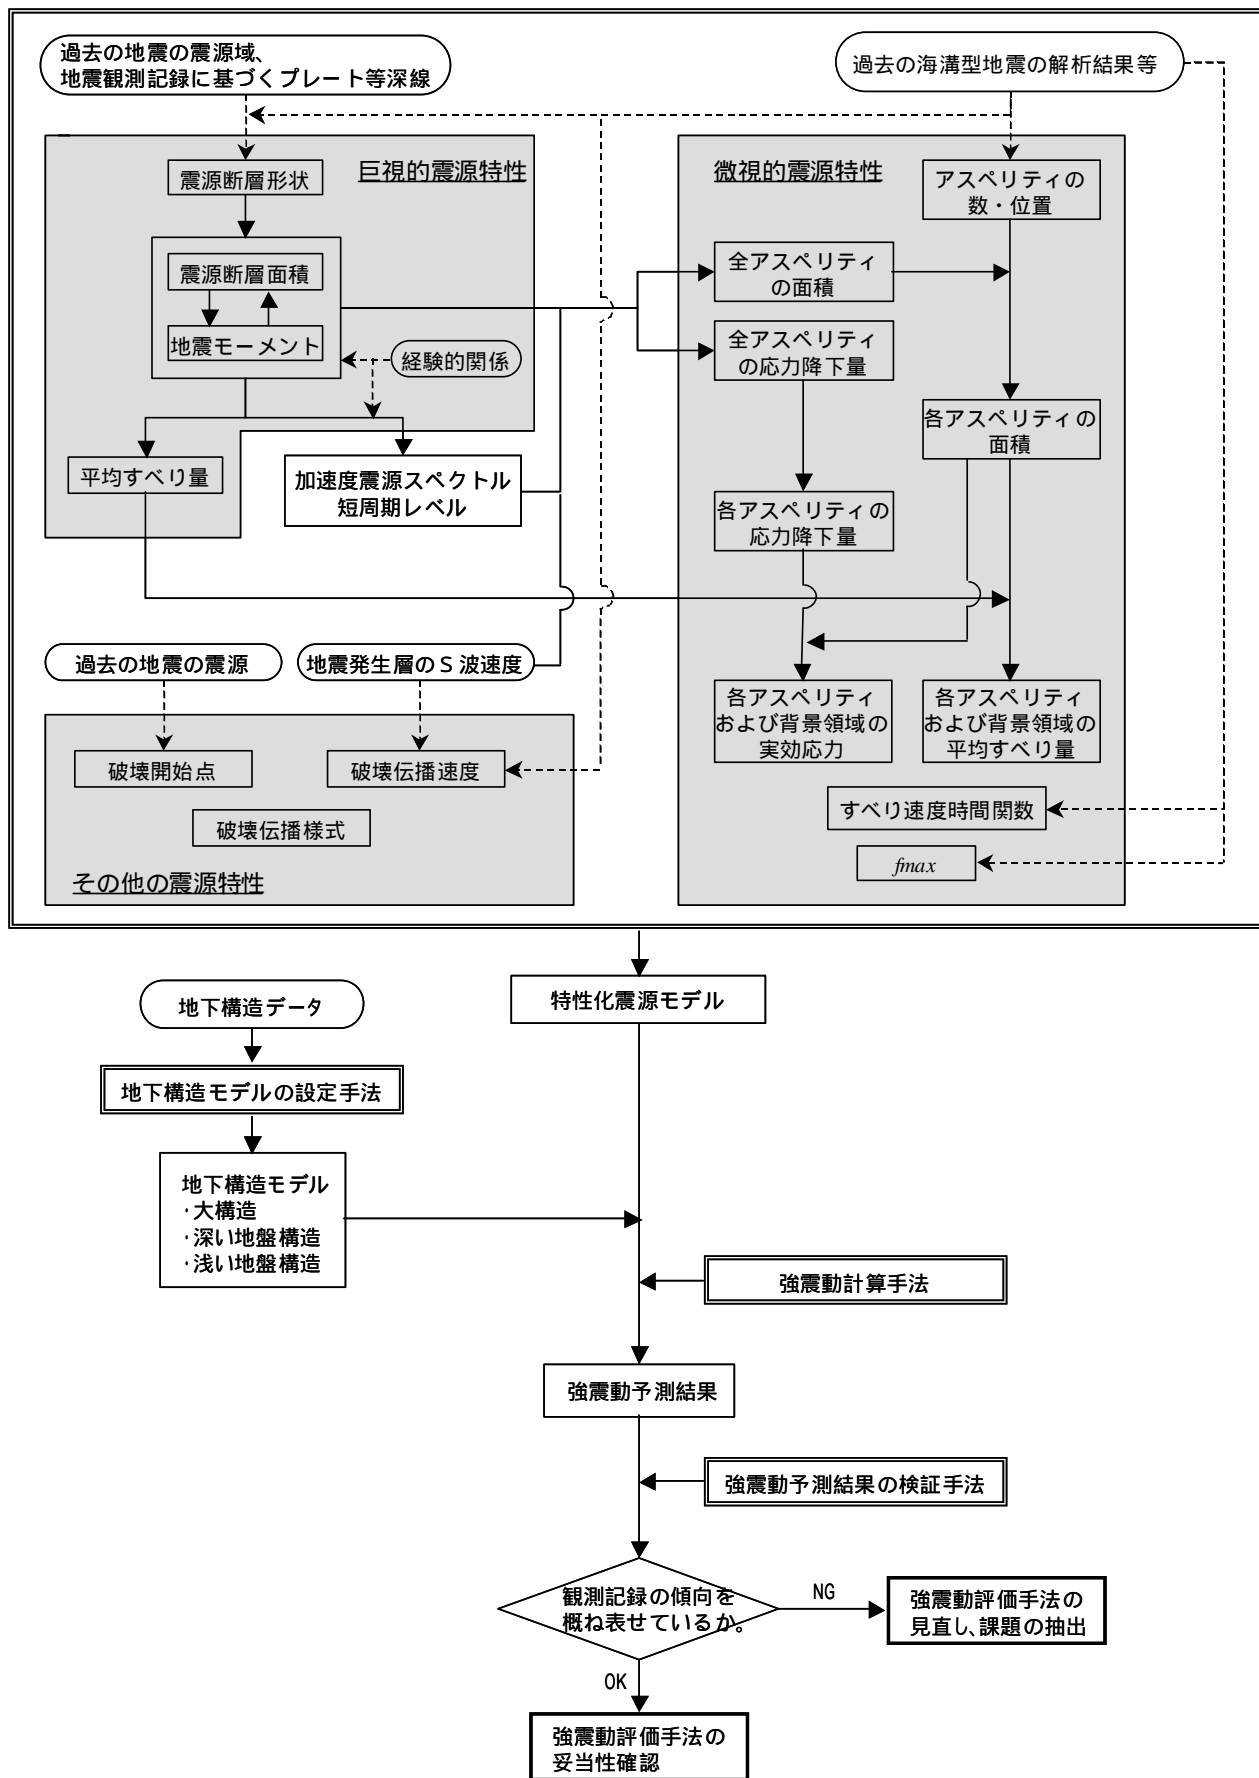 過去の地震の震源域、
地震観測記録に基づくプレート等深線
過去の海溝型地震の解析結果等
巨視的震源特性
震源断層形状
震源断層面積
地震モーメント
経験的関係
平均すべり量
加速度震源スペクトル
短周期レベル
微視的震源特性
アスペリティの
数・位置
全アスペリティ
の面積
全アスペリティ
の応力降下量
各アスペリティの
面積
各アスペリティの
応力降下量
各アスペリティ
および背景領域の
実効応力
各アスペリティ
および背景領域の
平均すべり量
すべり速度時間関数
fmax
過去の地震の震源
地震発生層のS波速度
破壊開始点
破壊伝播速度
破壊伝播様式
その他の震源特性
特性化震源モデル
地下構造データ
地下構造モデルの設定手法
地下構造モデル
・大構造
・深い地盤構造
・浅い地盤構造
強震動計算手法
強震動予測結果
強震動予測結果の検証手法
観測記録の傾向を
概ね表せているか。
NG
強震動評価手法の
見直し、課題の抽出
OK
強震動評価手法の
妥当性確認